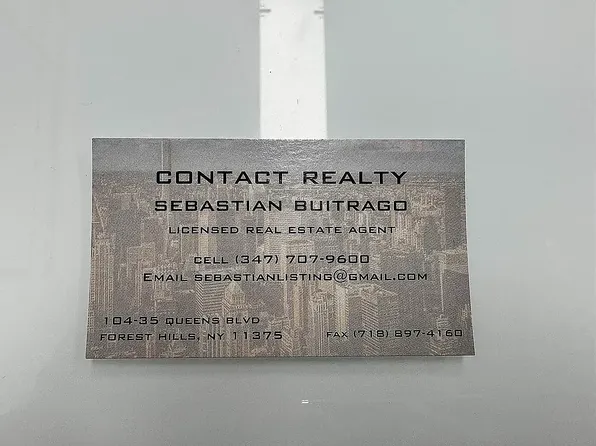 CONTACT REALTY
SEBASTIAN BUITRAGO
LICENSED REAL ESTATE AGENT
CELL (347) 707-9600
EMAIL SEBASTIANLISTING@GMAIL.COM
104-35 QUEENS BLVD
FOREST HILLS, NY 11375
FAX (718) 897-4160